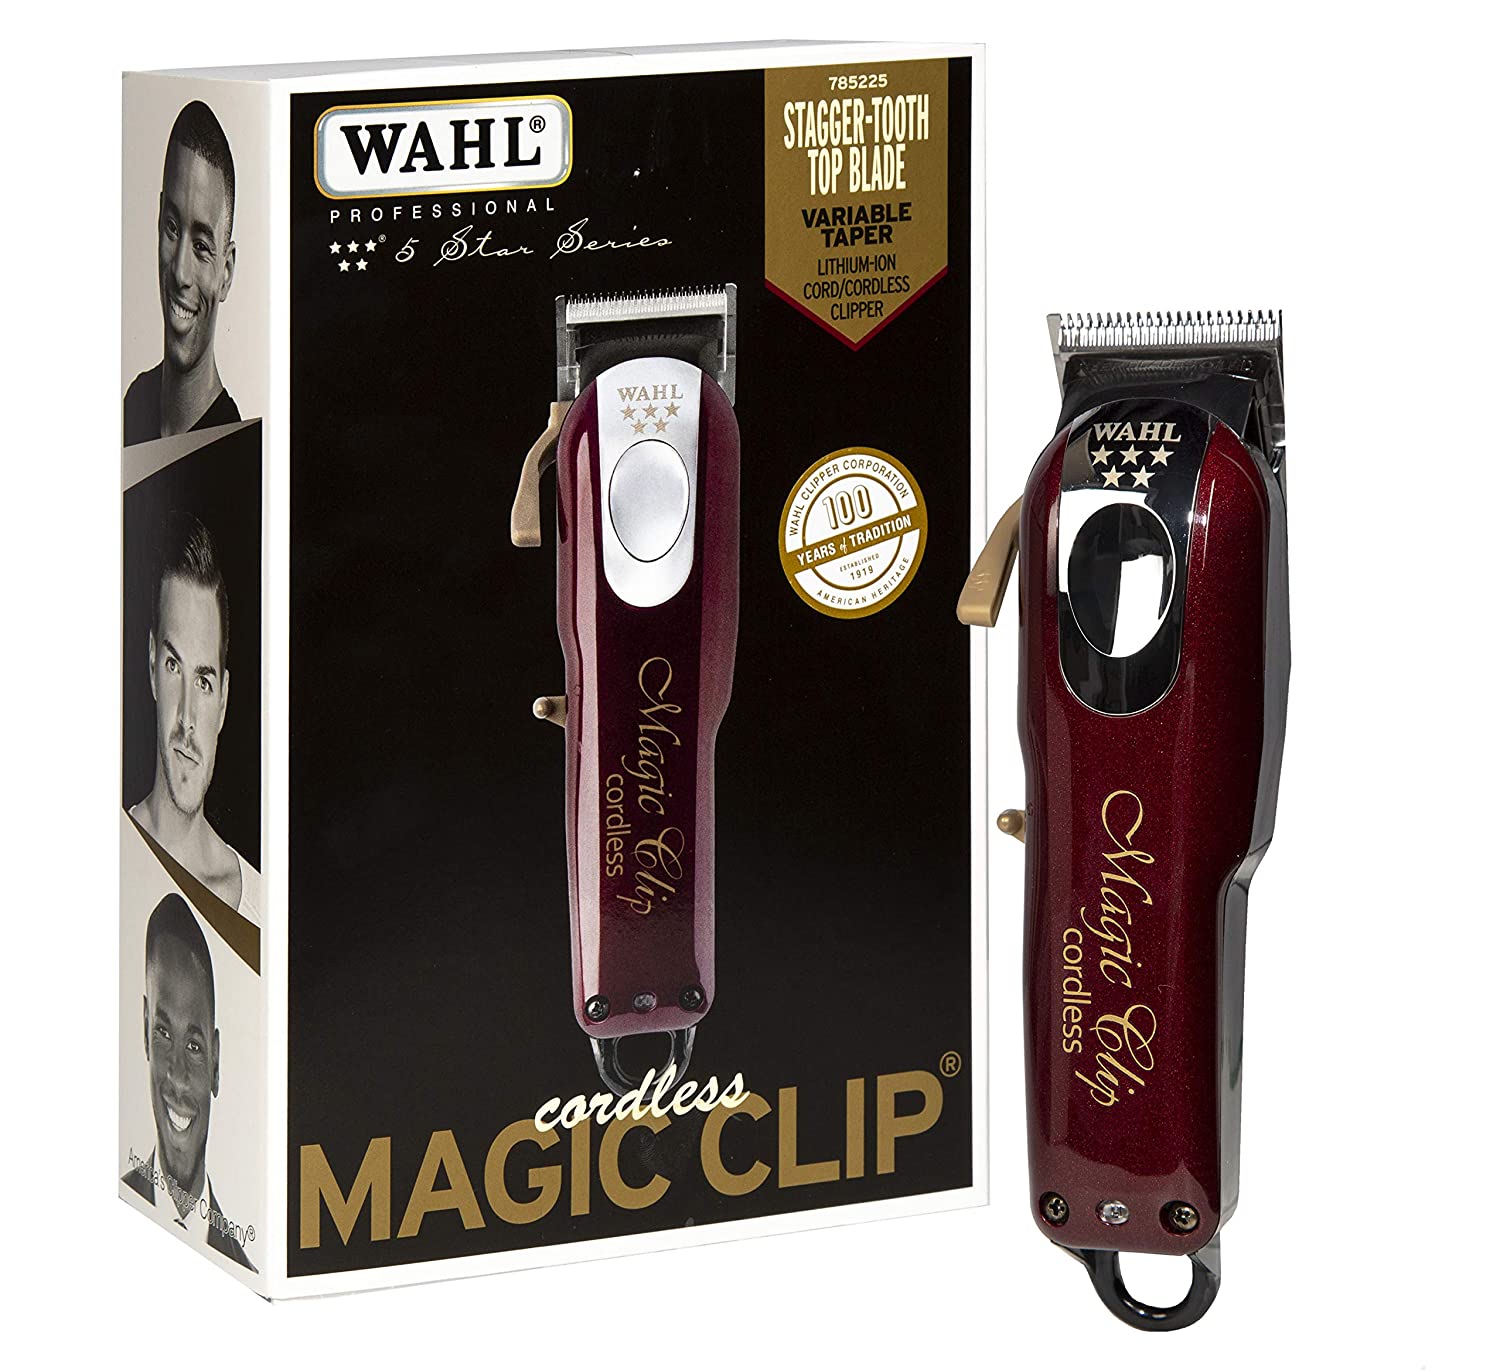 WAHL®
PROFESSIONAL
® 5 Star Series
785225
STAGGER-TOOTH
TOP BLADE
VARIABLE
TAPER
LITHIUM-ION
CORD/CORDLESS
CLIPPER
WAHL
Magic Clip
cordless
WAHL CLIPPER CORPORATION
100
YEARS of TRADITION
ESTABLISHED
1919
AMERICAN HERITAGE
cordless
MAGIC CLIP®
America's Clipper Company®
WAHL
Magic Clip
cordless